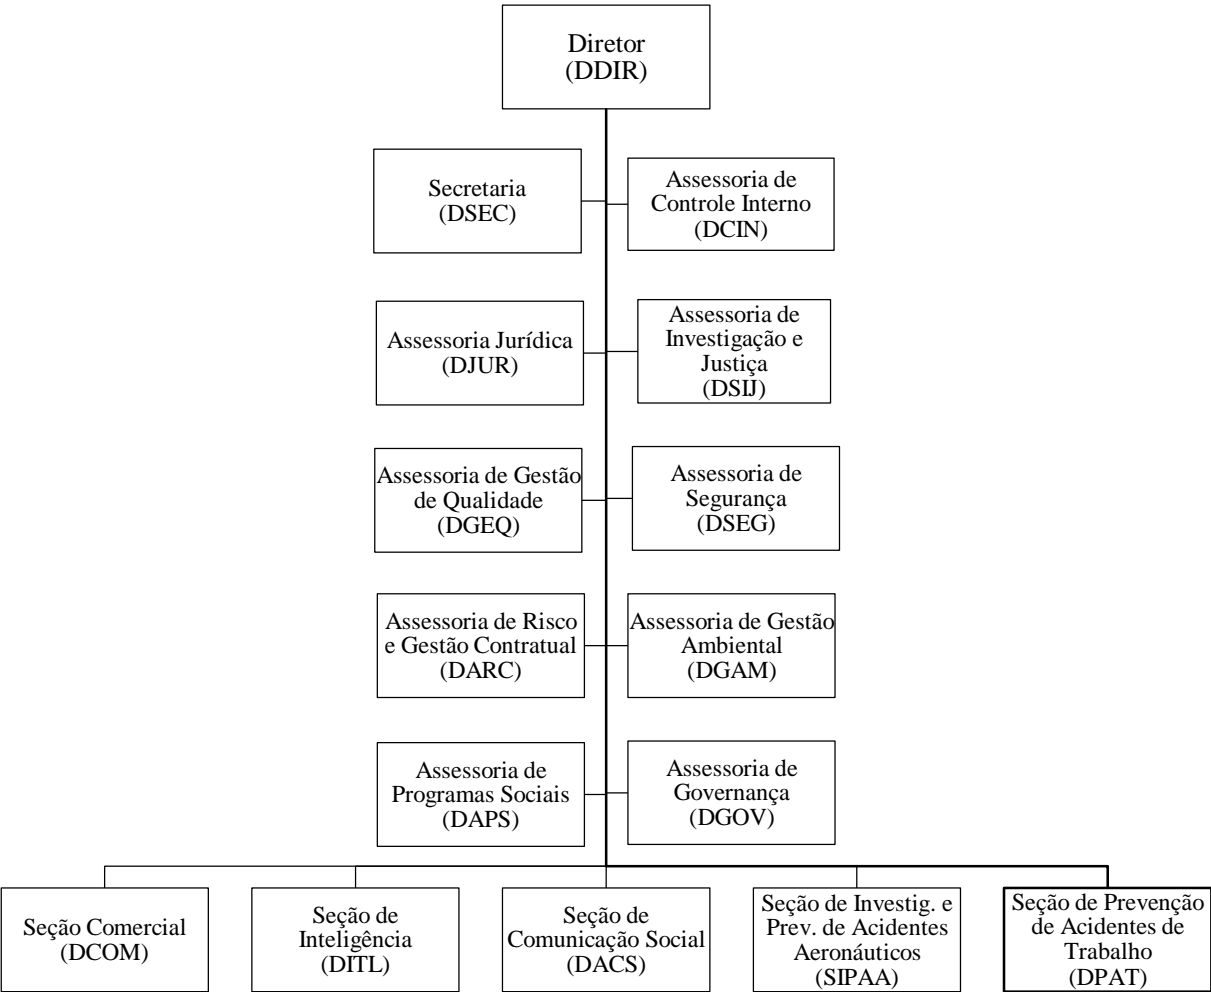 Diretor
(DDIR)
Secretaria
(DSEC)
Assessoria de
Controle Interno
(DCIN)
Assessoria Jurídica
(DJUR)
Assessoria de
Investigação e
Justiça
(DSIJ)
Assessoria de Gestão
de Qualidade
(DGEQ)
Assessoria de
Segurança
(DSEG)
Assessoria de Risco
e Gestão Contratual
(DARC)
Assessoria de Gestão
Ambiental
(DGAM)
Assessoria de
Programas Sociais
(DAPS)
Assessoria de
Governança
(DGOV)
Seção Comercial
(DCOM)
Seção de
Inteligência
(DITL)
Seção de
Comunicação Social
(DACS)
Seção de Investig. e
Prev. de Acidentes
Aeronáuticos
(SIPAA)
Seção de Prevenção
de Acidentes de
Trabalho
(DPAT)